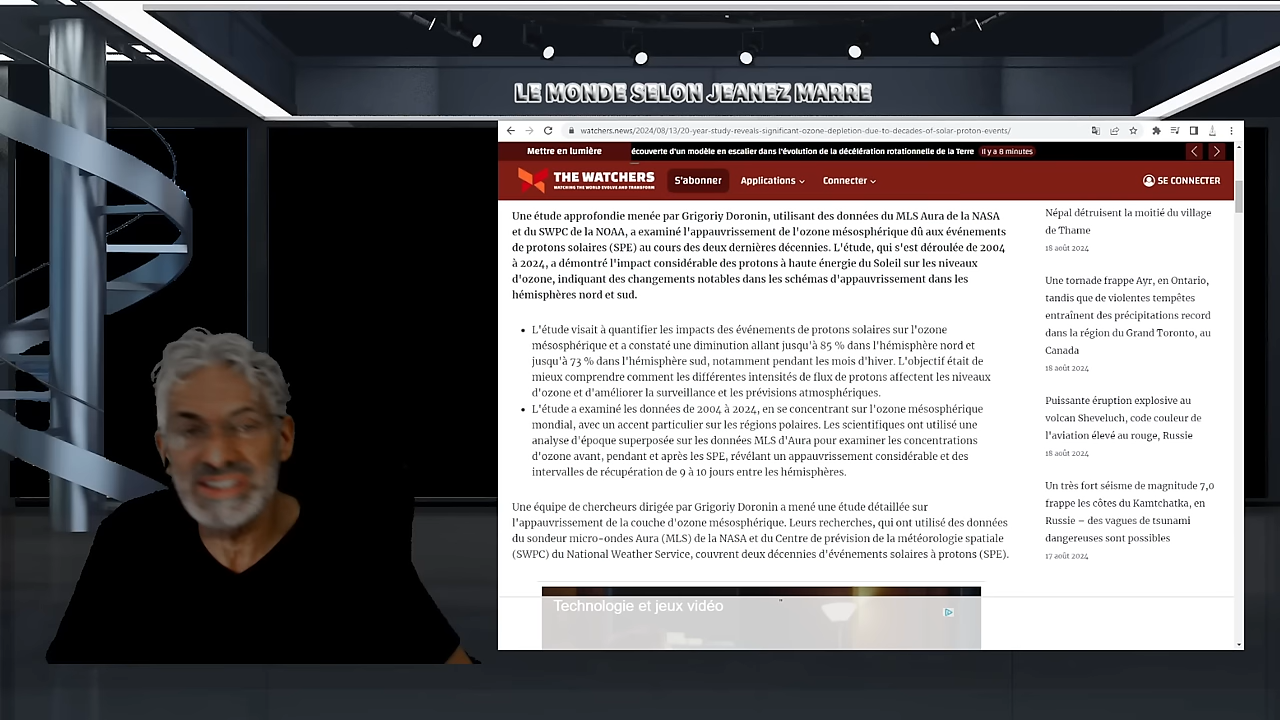 LE MONDE SELON JEANEZ MARRE
watchers.news/2024/08/13/20-year-study-reveals-significant-ozone-depletion-due-to-decades-of-solar-proton-events/
Mettre en lumière
écouverte d'un modèle en escalier dans l'évolution de la décélération rotationnelle de la Terre
il y a 8 minutes
THE WATCHERS
WATCHING THE WORLD EVOLVE AND TRANSFORM
S'abonner
Applications
Connecter
SE CONNECTER
Une étude approfondie menée par Grigoriy Doronin, utilisant des données du MLS Aura de la NASA
et du SWPC de la NOAA, a examiné l'appauvrissement de l'ozone mésosphérique dû aux événements
de protons solaires (SPE) au cours des deux dernières décennies. L'étude, qui s'est déroulée de 2004
à 2024, a démontré l'impact considérable des protons à haute énergie du Soleil sur les niveaux
d'ozone, indiquant des changements notables dans les schémas d'appauvrissement dans les
hémisphères nord et sud.
• L'étude visait à quantifier les impacts des événements de protons solaires sur l'ozone
mésosphérique et a constaté une diminution allant jusqu'à 85 % dans l'hémisphère nord et
jusqu'à 73 % dans l'hémisphère sud, notamment pendant les mois d'hiver. L'objectif était de
mieux comprendre comment les différentes intensités de flux de protons affectent les niveaux
d'ozone et d'améliorer la surveillance et les prévisions atmosphériques.
• L'étude a examiné les données de 2004 à 2024, en se concentrant sur l'ozone mésosphérique
mondial, avec un accent particulier sur les régions polaires. Les scientifiques ont utilisé une
analyse d'époque superposée sur les données MLS d'Aura pour examiner les concentrations
d'ozone avant, pendant et après les SPE, révélant un appauvrissement considérable et des
intervalles de récupération de 9 à 10 jours entre les hémisphères.
Une équipe de chercheurs dirigée par Grigoriy Doronin a mené une étude détaillée sur
l'appauvrissement de la couche d'ozone mésosphérique. Leurs recherches, qui ont utilisé des données
du sondeur micro-ondes Aura (MLS) de la NASA et du Centre de prévision de la météorologie spatiale
(SWPC) du National Weather Service, couvrent deux décennies d'événements solaires à protons (SPE).
Technologie et jeux vidéo
Népal détruisent la moitié du village
de Thame
18 août 2024
Une tornade frappe Ayr, en Ontario,
tandis que de violentes tempêtes
entraînent des précipitations record
dans la région du Grand Toronto, au
Canada
18 août 2024
Puissante éruption explosive au
volcan Sheveluch, code couleur de
l'aviation élevé au rouge, Russie
18 août 2024
Un très fort séisme de magnitude 7,0
frappe les côtes du Kamtchatka, en
Russie – des vagues de tsunami
dangereuses sont possibles
17 août 2024